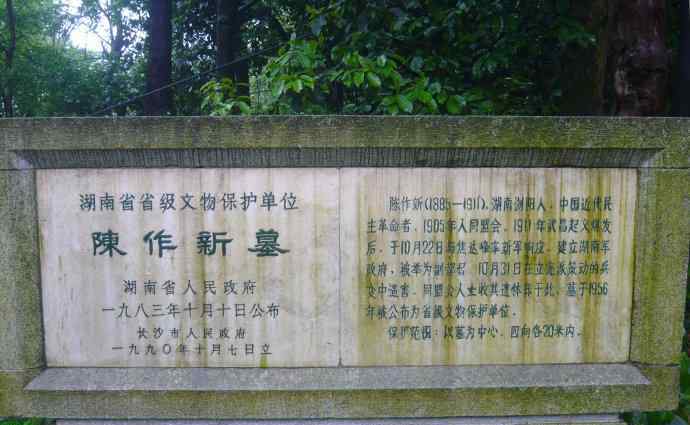 湖南省省级文物保护单位
陳作新墓
湖南省人民政府
一九八三年十月十日公布
长沙市人民政府
一九九〇年十月七日立
陈作新(1885—1911),湖南浏阳人,中国近代民
主革命者,1905年入同盟会,1911年武昌起义爆发
后,于10月22日与焦达峰率新军响应,建立湖南军
政府,被举为副都督,10月31日在立宪派策动的兵
变中遇害,同盟会人士收其遗体葬于此,墓于1956
年被公布为省级文物保护单位。
保护范围:以墓为中心,四向各20米内。